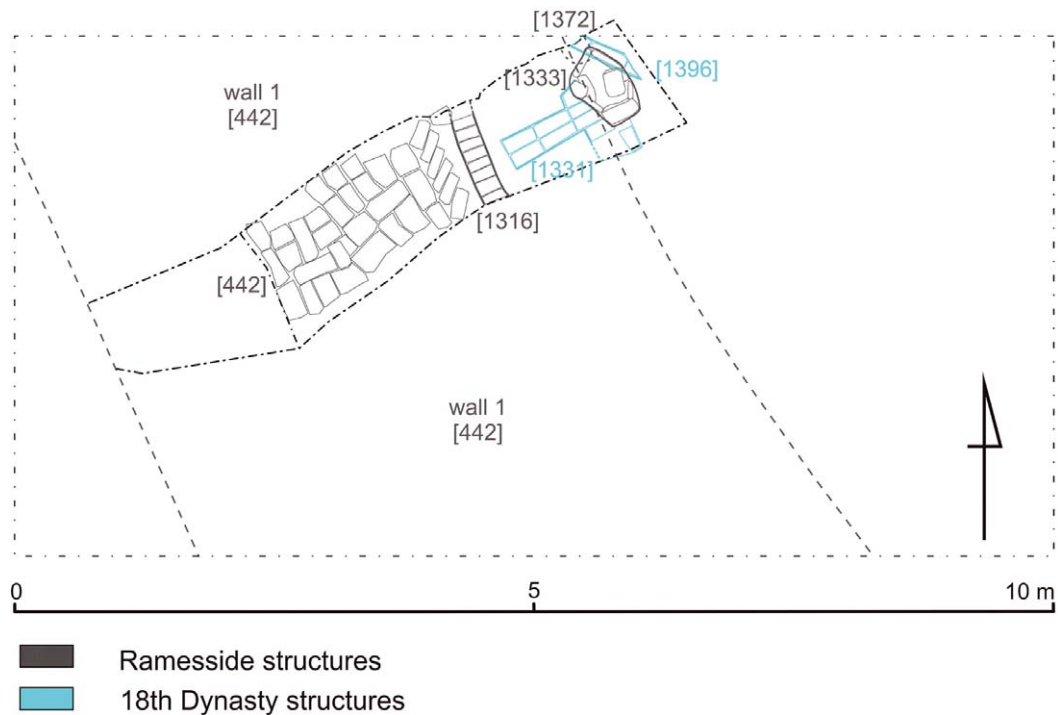 [1372]
[1333]
[1396]
wall 1
[442]
[1331]
[1316]
[442]
wall 1
[442]
0 5 10 m
Ramesside structures
18th Dynasty structures